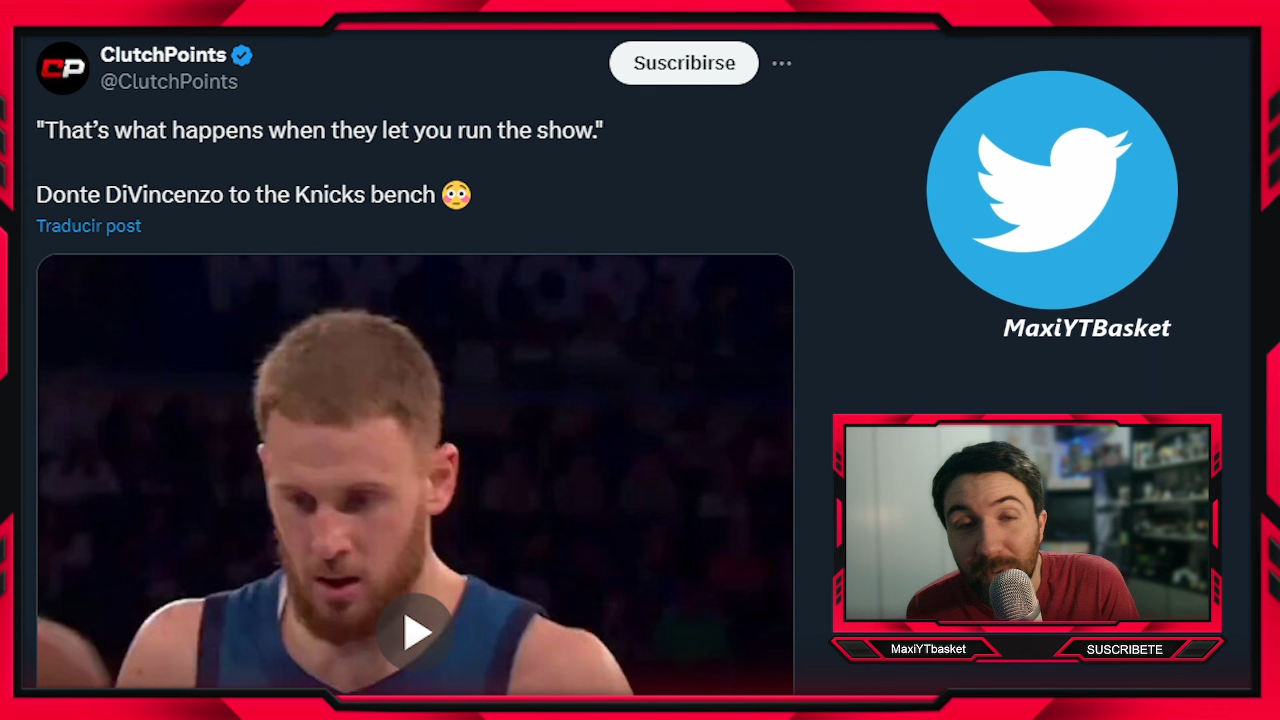 CP
ClutchPoints
@ClutchPoints
Suscribirse
"That’s what happens when they let you run the show."
Donte DiVincenzo to the Knicks bench 😳
Traducir post
MaxiYTBasket
MaxiYTbasket
SUSCRIBETE